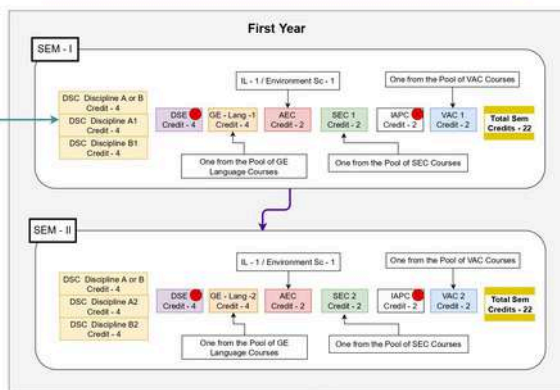 First Year
SEM - I
IL - 1 / Environment Sc - 1
One from the Pool of VAC Courses
DSC Discipline A or B
Credit - 4
DSC Discipline A1
Credit - 4
DSC Discipline B1
Credit - 4
DSE
Credit - 4
GE - Lang -1
Credit - 4
AEC
Credit - 2
SEC 1
Credit - 2
IAPC
Credit - 2
VAC 1
Credit - 2
Total Sem
Credits - 22
One from the Pool of GE
Language Courses
One from the Pool of SEC Courses
SEM - II
IL - 1 / Environment Sc - 1
One from the Pool of VAC Courses
DSC Discipline A or B
Credit - 4
DSC Discipline A2
Credit - 4
DSC Discipline B2
Credit - 4
DSE
Credit - 4
GE - Lang -2
Credit - 4
AEC
Credit - 2
SEC 2
Credit - 2
IAPC
Credit - 2
VAC 2
Credit - 2
Total Sem
Credits - 22
One from the Pool of GE
Language Courses
One from the Pool of SEC Courses